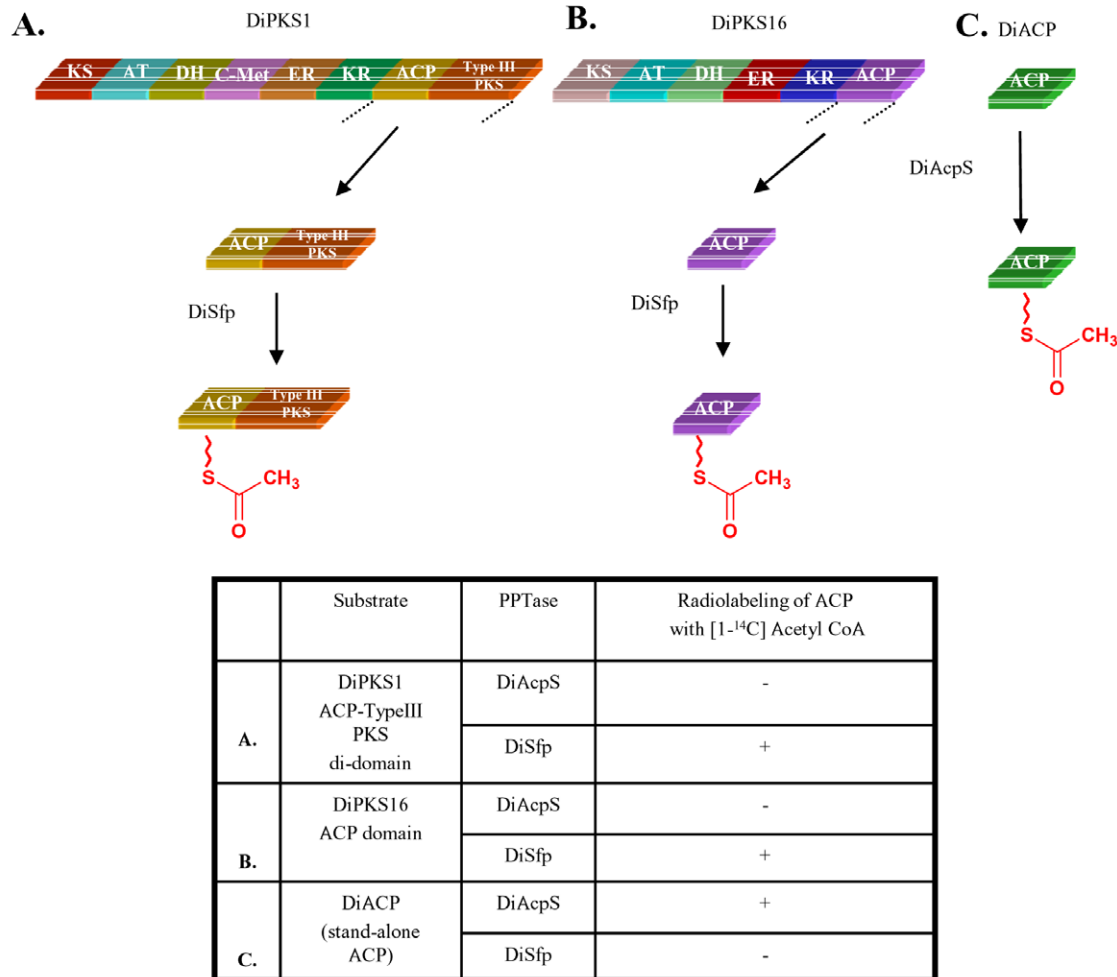 A.
DiPKS1
KS AT DH C-Met ER KR ACP Type III
PKS
ACP Type III
PKS
DiSfp
ACP Type III
PKS
S CH3
O
B.
DiPKS16
KS AT DH ER KR ACP
ACP
DiSfp
ACP
S CH3
O
C.
DiACP
ACP
DiAcpS
ACP
S CH3
O
Substrate PPTase Radiolabeling of ACP
with [1-¹⁴C] Acetyl CoA
A.
DiPKS1
ACP-TypeIII
PKS
di-domain
DiAcpS -
DiSfp +
B.
DiPKS16
ACP domain
DiAcpS -
DiSfp +
C.
DiACP
(stand-alone
ACP)
DiAcpS +
DiSfp -